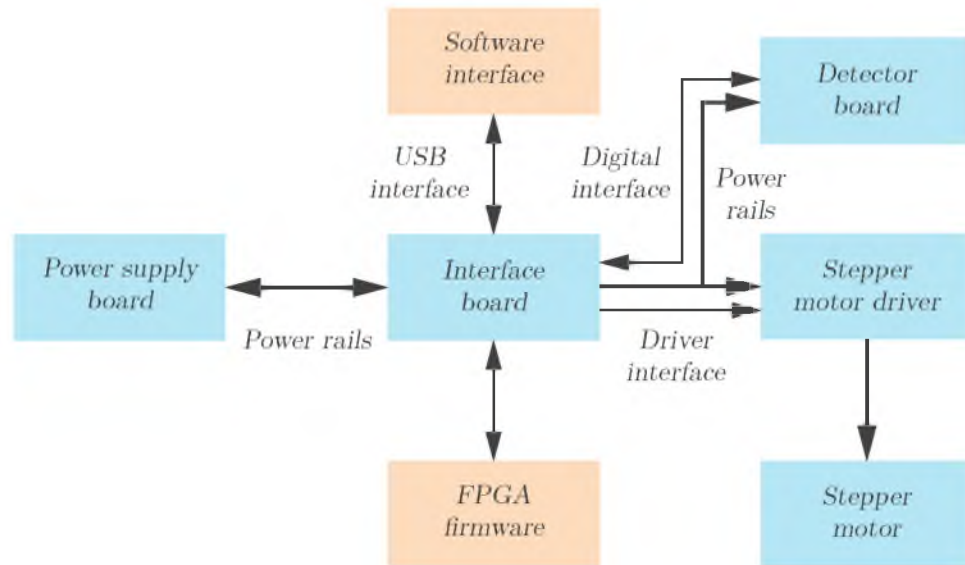 Software
interface
Detector
board
USB
interface
Digital
interface
Power
rails
Power supply
board
Interface
board
Stepper
motor driver
Power rails
Driver
interface
FPGA
firmware
Stepper
motor